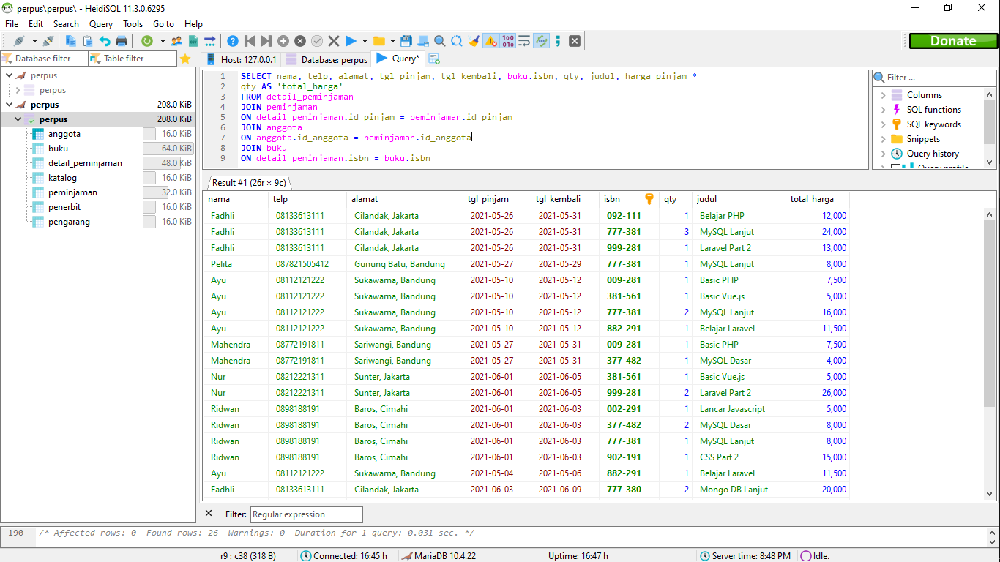 perpus\perpus\ - HeidiSQL 11.3.0.6295
File Edit Search Query Tools Go to Help
Donate
Database filter Table filter
Host: 127.0.0.1 Database: perpus Query*
perpus
perpus
perpus 208.0 KiB
perpus 208.0 KiB
anggota 16.0 KiB
buku 64.0 KiB
detail_peminjaman 48.0 KiB
katalog 16.0 KiB
peminjaman 32.0 KiB
penerbit 16.0 KiB
pengarang 16.0 KiB
1 SELECT nama, telp, alamat, tgl_pinjam, tgl_kembali, buku.isbn, qty, judul, harga_pinjam *
2 qty AS 'total_harga'
3 FROM detail_peminjaman
4 JOIN peminjaman
5 ON detail_peminjaman.id_pinjam = peminjaman.id_pinjam
6 JOIN anggota
7 ON anggota.id_anggota = peminjaman.id_anggota
8 JOIN buku
9 ON detail_peminjaman.isbn = buku.isbn
Filter ...
Columns
SQL functions
SQL keywords
Snippets
Query history
Query profile
Result #1 (26r × 9c)
nama telp alamat tgl_pinjam tgl_kembali isbn qty judul total_harga
Fadhli 08133613111 Cilandak, Jakarta 2021-05-26 2021-05-31 092-111 1 Belajar PHP 12,000
Fadhli 08133613111 Cilandak, Jakarta 2021-05-26 2021-05-31 777-381 3 MySQL Lanjut 24,000
Fadhli 08133613111 Cilandak, Jakarta 2021-05-26 2021-05-31 999-281 1 Laravel Part 2 13,000
Pelita 087821505412 Gunung Batu, Bandung 2021-05-27 2021-05-29 777-381 1 MySQL Lanjut 8,000
Ayu 08112121222 Sukawarna, Bandung 2021-05-10 2021-05-12 009-281 1 Basic PHP 7,500
Ayu 08112121222 Sukawarna, Bandung 2021-05-10 2021-05-12 381-561 1 Basic Vue.js 5,000
Ayu 08112121222 Sukawarna, Bandung 2021-05-10 2021-05-12 777-381 2 MySQL Lanjut 16,000
Ayu 08112121222 Sukawarna, Bandung 2021-05-10 2021-05-12 882-291 1 Belajar Laravel 11,500
Mahendra 08772191811 Sariwangi, Bandung 2021-05-27 2021-05-31 009-281 1 Basic PHP 7,500
Mahendra 08772191811 Sariwangi, Bandung 2021-05-27 2021-05-31 377-482 1 MySQL Dasar 4,000
Nur 08212221311 Sunter, Jakarta 2021-06-01 2021-06-05 381-561 1 Basic Vue.js 5,000
Nur 08212221311 Sunter, Jakarta 2021-06-01 2021-06-05 999-281 2 Laravel Part 2 26,000
Ridwan 0898188191 Baros, Cimahi 2021-06-01 2021-06-03 002-291 1 Lancar Javascript 5,000
Ridwan 0898188191 Baros, Cimahi 2021-06-01 2021-06-03 377-482 2 MySQL Dasar 8,000
Ridwan 0898188191 Baros, Cimahi 2021-06-01 2021-06-03 777-381 1 MySQL Lanjut 8,000
Ridwan 0898188191 Baros, Cimahi 2021-06-01 2021-06-03 902-191 1 CSS Part 2 15,000
Ayu 08112121222 Sukawarna, Bandung 2021-05-04 2021-05-06 882-291 1 Belajar Laravel 11,500
Fadhli 08133613111 Cilandak, Jakarta 2021-06-03 2021-06-09 777-380 2 Mongo DB Lanjut 20,000
Filter: Regular expression
190 /* Affected rows: 0 Found rows: 26 Warnings: 0 Duration for 1 query: 0.031 sec. */
r9 : c38 (318 B) Connected: 16:45 h MariaDB 10.4.22 Uptime: 16:47 h Server time: 8:48 PM Idle.